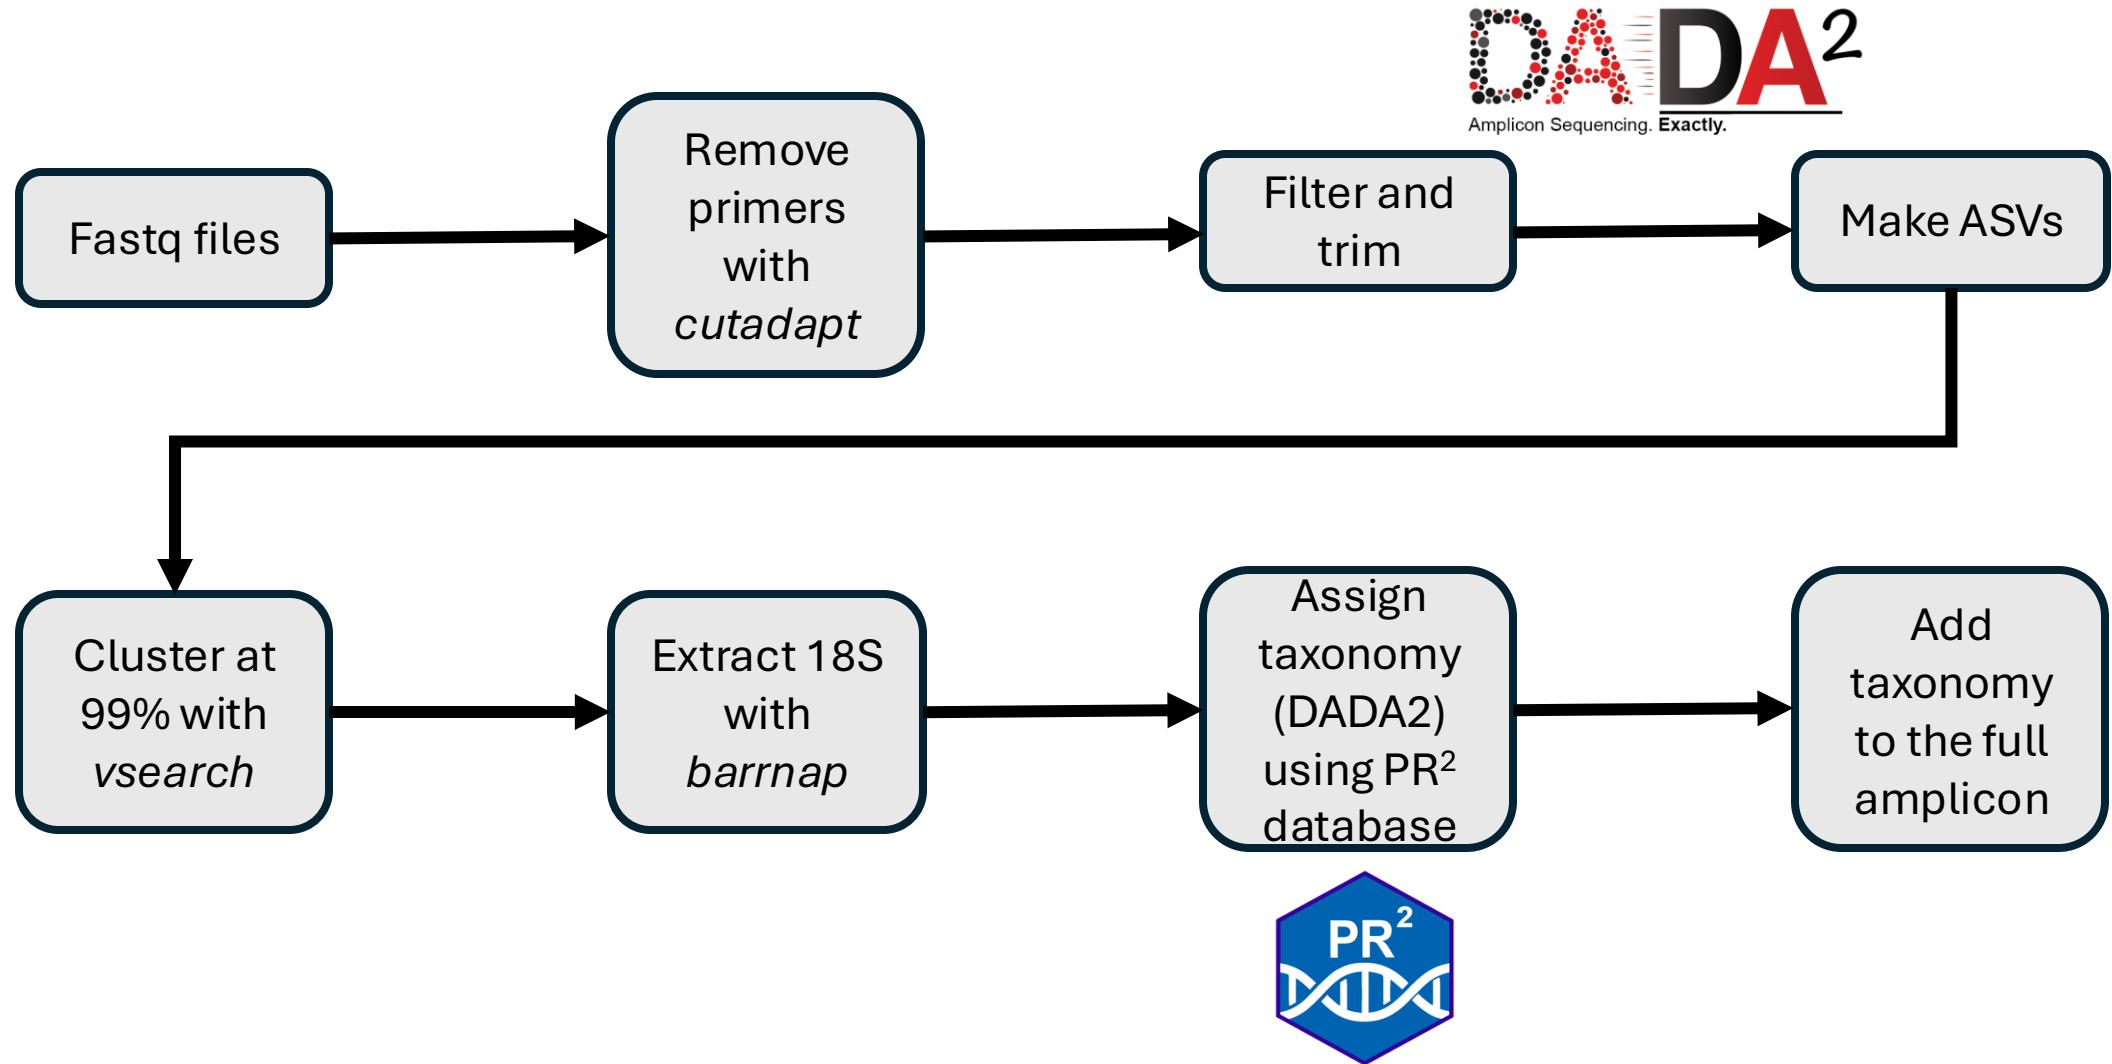 DADA2
Amplicon Sequencing. Exactly.
Fastq files
Remove
primers
with
cutadapt
Filter and
trim
Make ASVs
Cluster at
99% with
vsearch
Extract 18S
with
barrnap
Assign
taxonomy
(DADA2)
using PR²
database
Add
taxonomy
to the full
amplicon
PR²